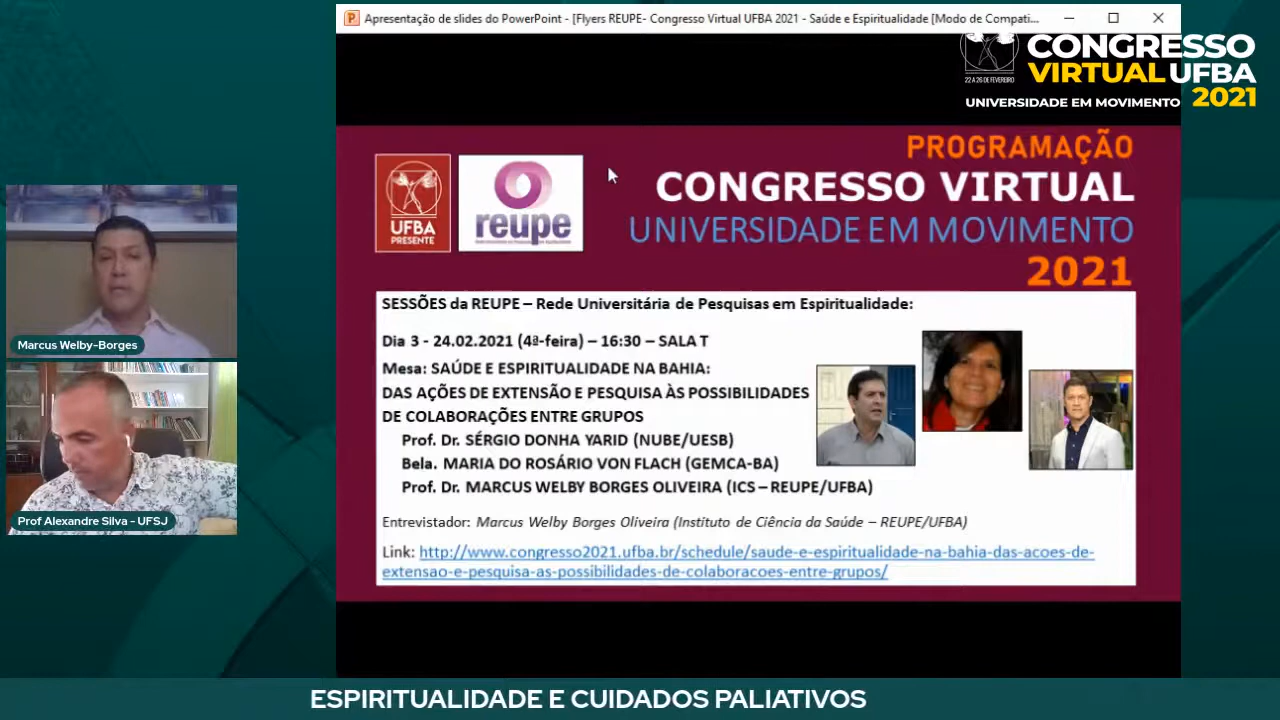 Apresentação de slides do PowerPoint - [Flyers REUPE- Congresso Virtual UFBA 2021 - Saúde e Espiritualidade [Modo de Compati...
22 A 26 DE FEVEREIRO
CONGRESSO
VIRTUAL UFBA
2021
UNIVERSIDADE EM MOVIMENTO
PROGRAMAÇÃO
CONGRESSO VIRTUAL
UNIVERSIDADE EM MOVIMENTO
2021
UFBA
PRESENTE
reupe
SESSÕES da REUPE – Rede Universitária de Pesquisas em Espiritualidade:
Dia 3 - 24.02.2021 (4ª-feira) – 16:30 – SALA T
Mesa: SAÚDE E ESPIRITUALIDADE NA BAHIA:
DAS AÇÕES DE EXTENSÃO E PESQUISA ÀS POSSIBILIDADES
DE COLABORAÇÕES ENTRE GRUPOS
Prof. Dr. SÉRGIO DONHA YARID (NUBE/UESB)
Bela. MARIA DO ROSÁRIO VON FLACH (GEMCA-BA)
Prof. Dr. MARCUS WELBY BORGES OLIVEIRA (ICS – REUPE/UFBA)
Entrevistador: Marcus Welby Borges Oliveira (Instituto de Ciência da Saúde – REUPE/UFBA)
Link: http://www.congresso2021.ufba.br/schedule/saude-e-espiritualidade-na-bahia-das-acoes-de-
extensao-e-pesquisa-as-possibilidades-de-colaboracoes-entre-grupos/
Marcus Welby-Borges
Prof Alexandre Silva - UFSJ
ESPIRITUALIDADE E CUIDADOS PALIATIVOS